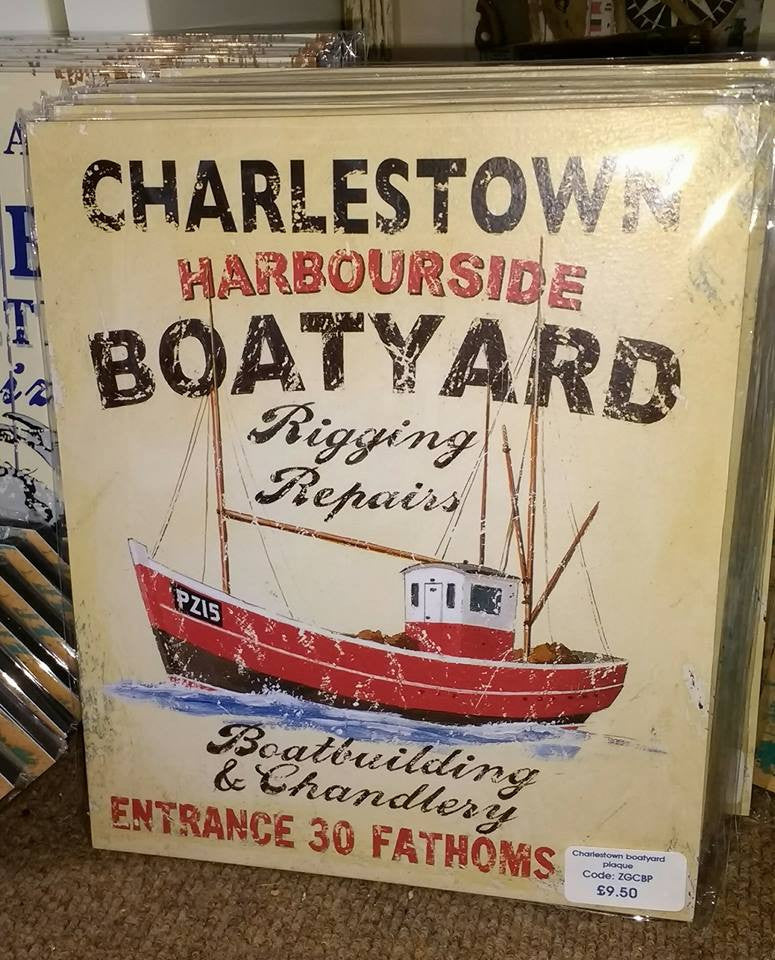 CHARLESTOWN
HARBOURSIDE
BOATYARD
Rigging
Repairs
PZ15
Boatbuilding
& Chandlery
ENTRANCE 30 FATHOMS
Charlestown boatyard
plaque
Code: ZGCBP
£9.50